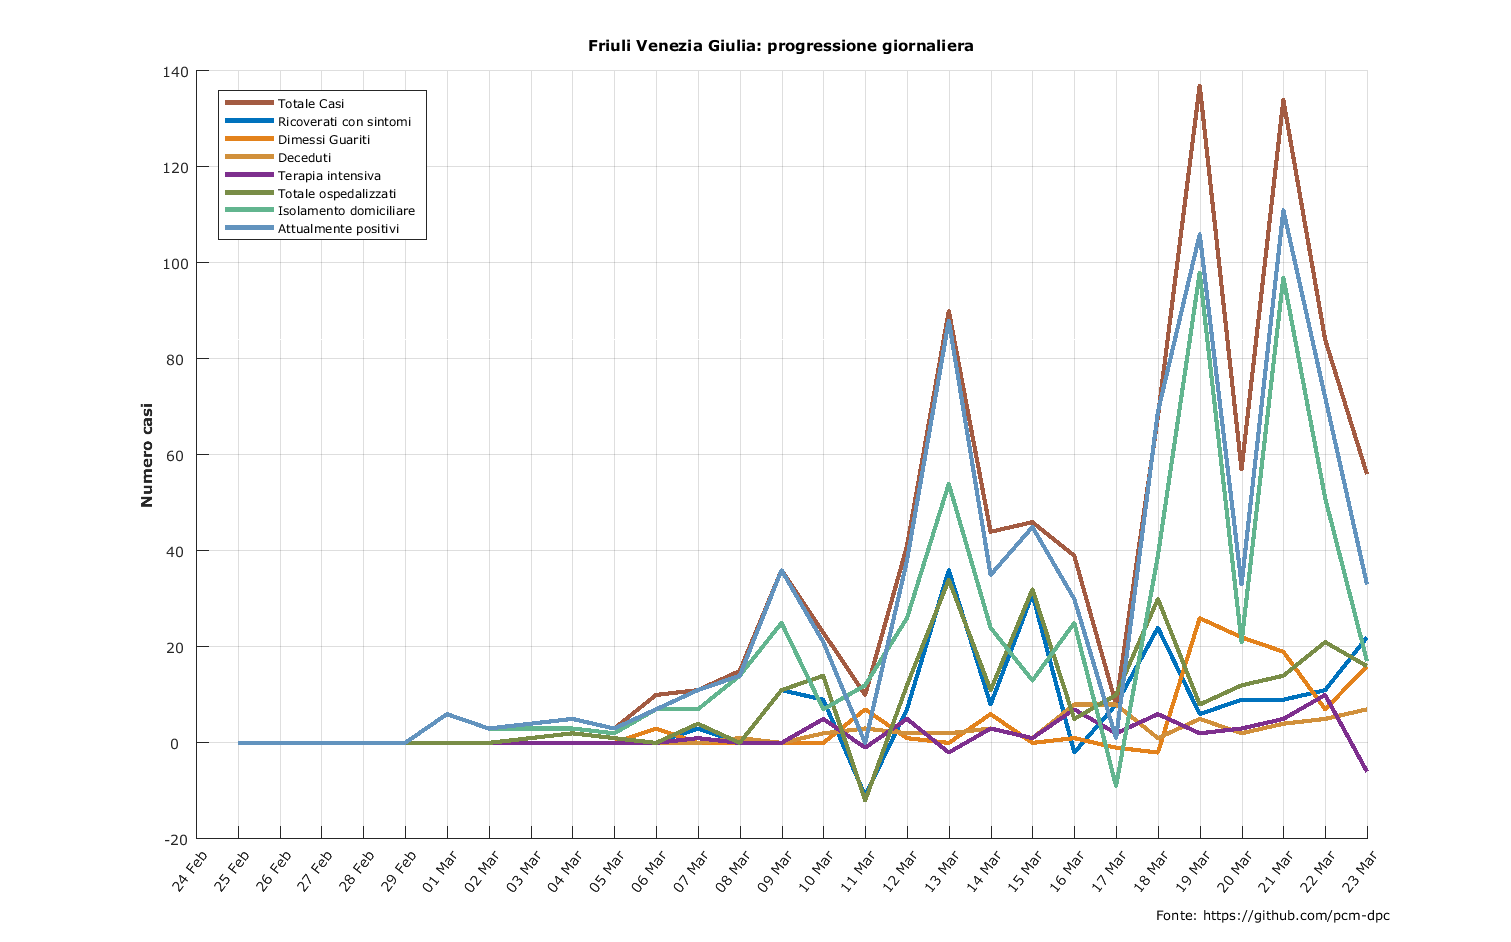 Friuli Venezia Giulia: progressione giornaliera
140
120
100
80
60
40
20
0
-20
Numero casi
Totale Casi
Ricoverati con sintomi
Dimessi Guariti
Deceduti
Terapia intensiva
Totale ospedalizzati
Isolamento domiciliare
Attualmente positivi
24 Feb
25 Feb
26 Feb
27 Feb
28 Feb
29 Feb
01 Mar
02 Mar
03 Mar
04 Mar
05 Mar
06 Mar
07 Mar
08 Mar
09 Mar
10 Mar
11 Mar
12 Mar
13 Mar
14 Mar
15 Mar
16 Mar
17 Mar
18 Mar
19 Mar
20 Mar
21 Mar
22 Mar
23 Mar
Fonte: https://github.com/pcm-dpc